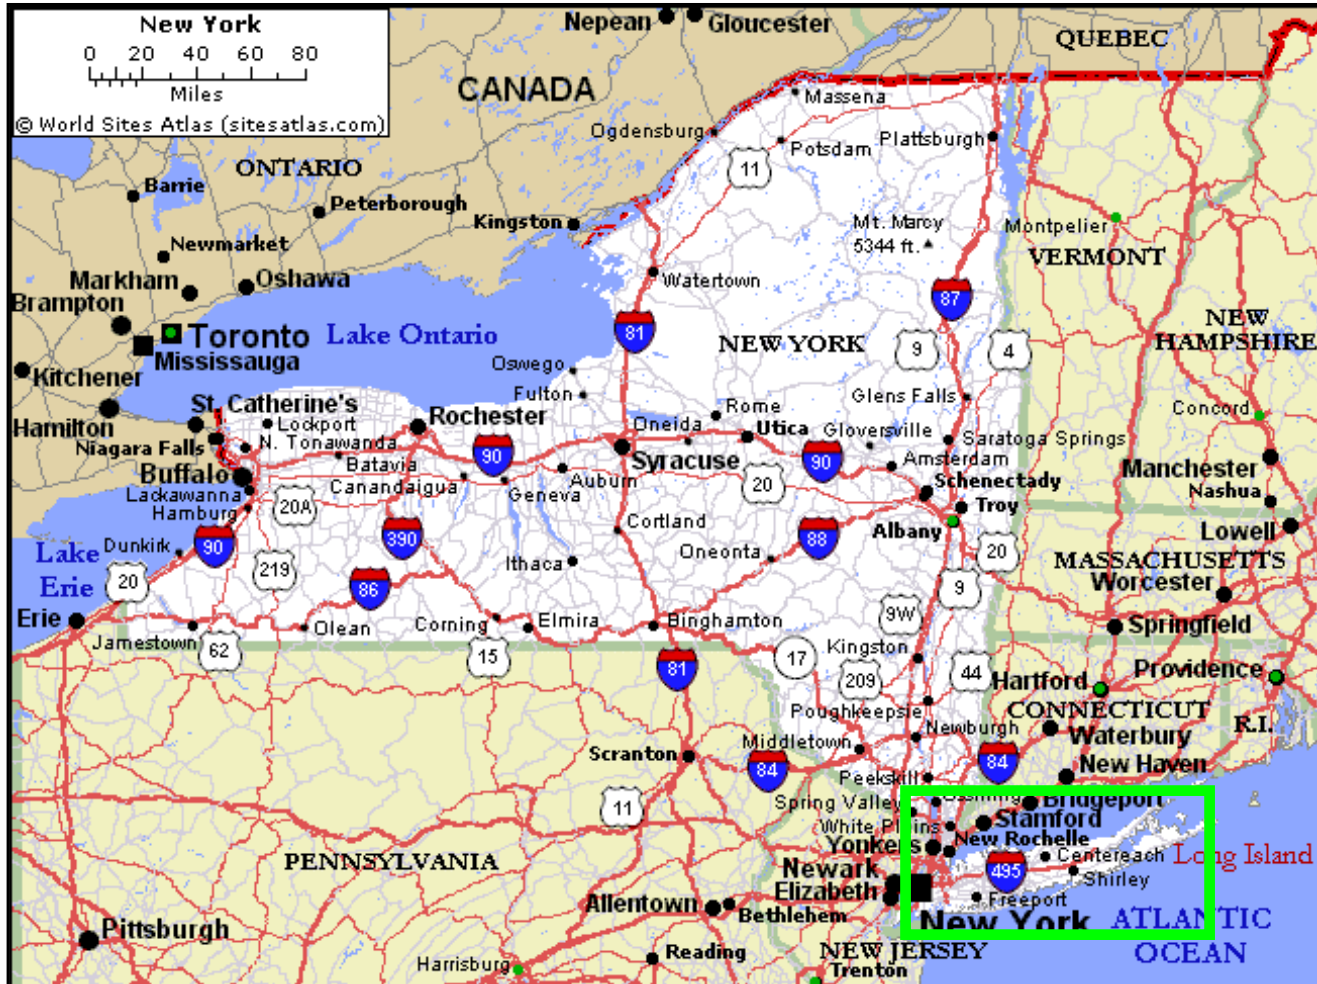 New York
0 20 40 60 80
Miles
© World Sites Atlas (sitesatlas.com)
Nepean
Gloucester
QUEBEC
CANADA
Massena
Ogdensburg
Potsdam
Plattsburgh
11
ONTARIO
Barrie
Peterborough
Kingston
Mt. Marcy
5344 ft.
Montpelier
VERMONT
Newmarket
Markham
Oshawa
Watertown
87
Brampton
Toronto
Lake Ontario
81
NEW YORK
9
4
NEW
HAMPSHIRE
Mississauga
Kitchener
Oswego
Fulton
Glens Falls
St. Catherine's
Rochester
Rome
Concord
Hamilton
Lockport
Oneida
Utica
Gloversville
Saratoga Springs
Niagara Falls
N. Tonawanda
90
Syracuse
90
Amsterdam
Manchester
Buffalo
Batavia
Canandaigua
Geneva
Auburn
20
Schenectady
Nashua
Lackawanna
Hamburg
20A
Troy
Lowell
Cortland
Albany
390
88
Lake
Erie
Dunkirk
90
219
Ithaca
Oneonta
20
MASSACHUSETTS
Worcester
20
86
9
Erie
Jamestown
62
Olean
Corning
Elmira
Binghamton
9W
Springfield
15
81
17
Kingston
209
44
Providence
Hartford
Poughkeepsie
CONNECTICUT
R.I.
Newburgh
Waterbury
Scranton
Middletown
84
84
New Haven
Peekskill
11
Spring Valley
Ossining
Bridgeport
White Plains
Stamford
PENNSYLVANIA
Yonkers
New Rochelle
Centereach
Long Island
Newark
495
Shirley
Elizabeth
Freeport
Allentown
Bethlehem
New York
ATLANTIC
OCEAN
Pittsburgh
Reading
NEW JERSEY
Harrisburg
Trenton